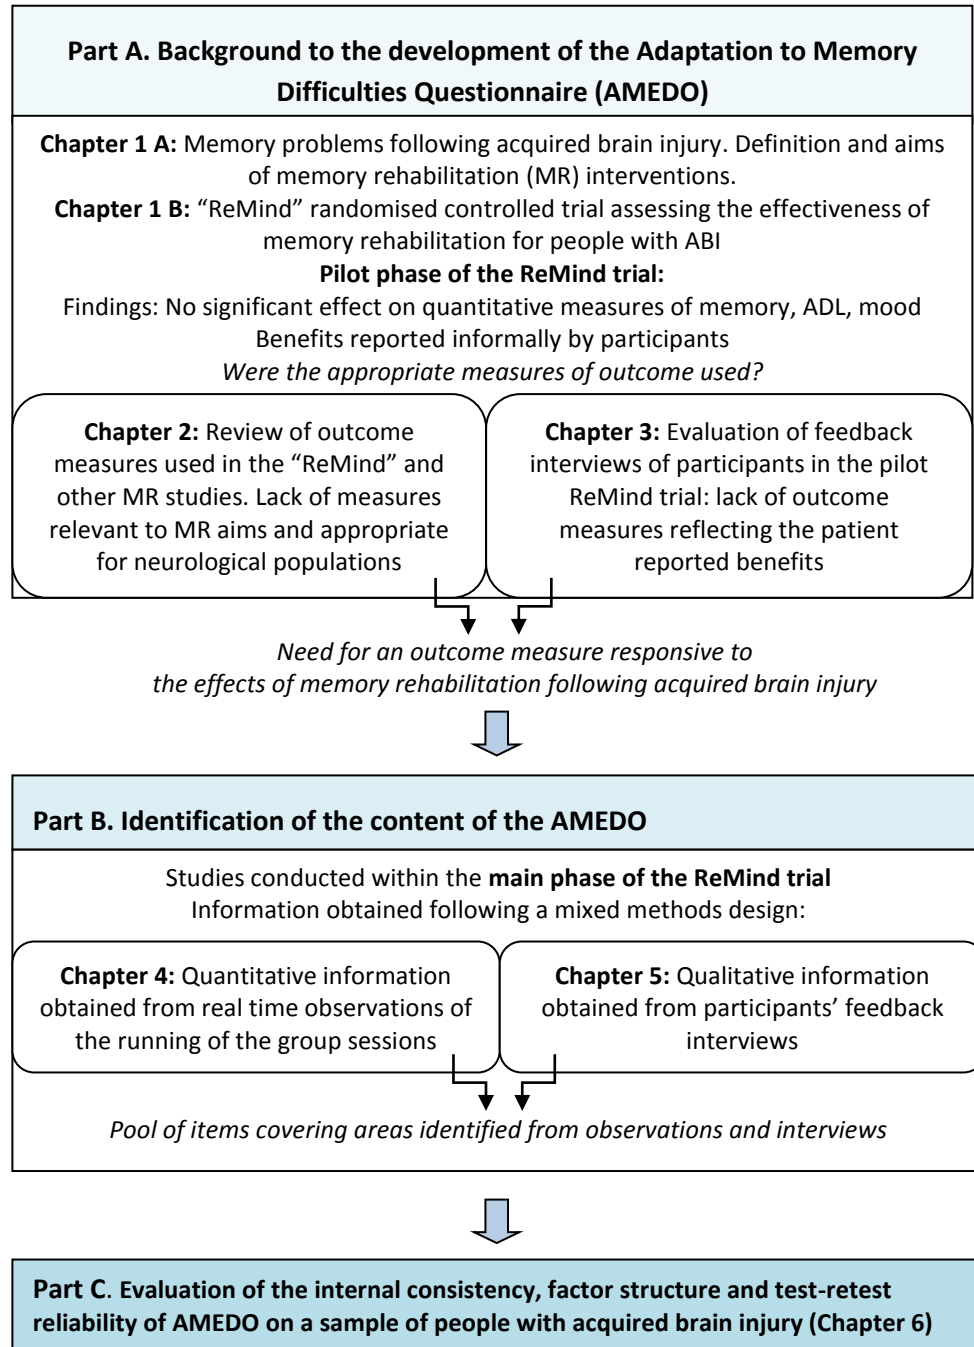 Part A. Background to the development of the Adaptation to Memory
Difficulties Questionnaire (AMEDO)
Chapter 1 A: Memory problems following acquired brain injury. Definition and aims
of memory rehabilitation (MR) interventions.
Chapter 1 B: “ReMind” randomised controlled trial assessing the effectiveness of
memory rehabilitation for people with ABI
Pilot phase of the ReMind trial:
Findings: No significant effect on quantitative measures of memory, ADL, mood
Benefits reported informally by participants
Were the appropriate measures of outcome used?
Chapter 2: Review of outcome
measures used in the “ReMind” and
other MR studies. Lack of measures
relevant to MR aims and appropriate
for neurological populations
Chapter 3: Evaluation of feedback
interviews of participants in the pilot
ReMind trial: lack of outcome
measures reflecting the patient
reported benefits
Need for an outcome measure responsive to
the effects of memory rehabilitation following acquired brain injury
Part B. Identification of the content of the AMEDO
Studies conducted within the main phase of the ReMind trial
Information obtained following a mixed methods design:
Chapter 4: Quantitative information
obtained from real time observations of
the running of the group sessions
Chapter 5: Qualitative information
obtained from participants’ feedback
interviews
Pool of items covering areas identified from observations and interviews
Part C. Evaluation of the internal consistency, factor structure and test-retest
reliability of AMEDO on a sample of people with acquired brain injury (Chapter 6)